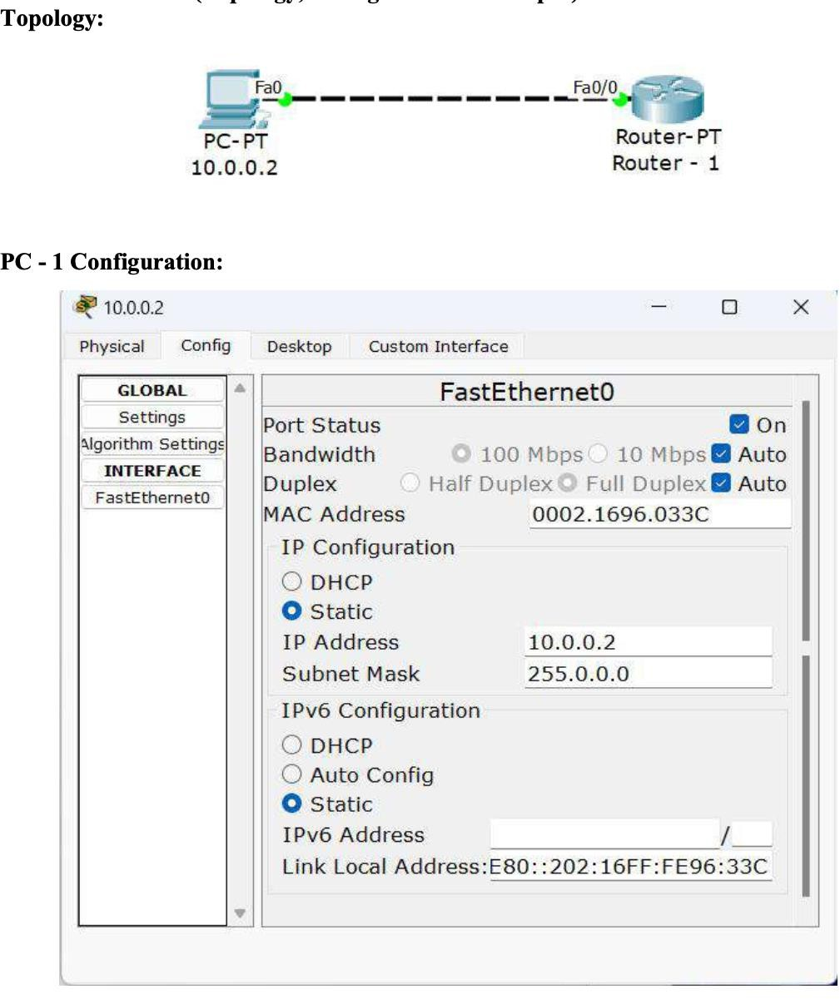 Topology:
Fa0 Fa0/0
PC-PT Router-PT
10.0.0.2 Router - 1
PC - 1 Configuration:
10.0.0.2
Physical Config Desktop Custom Interface
GLOBAL
Settings
Algorithm Settings
INTERFACE
FastEthernet0
FastEthernet0
Port Status On
Bandwidth 100 Mbps 10 Mbps Auto
Duplex Half Duplex Full Duplex Auto
MAC Address 0002.1696.033C
IP Configuration
DHCP
Static
IP Address 10.0.0.2
Subnet Mask 255.0.0.0
IPv6 Configuration
DHCP
Auto Config
Static
IPv6 Address /
Link Local Address:E80::202:16FF:FE96:33C